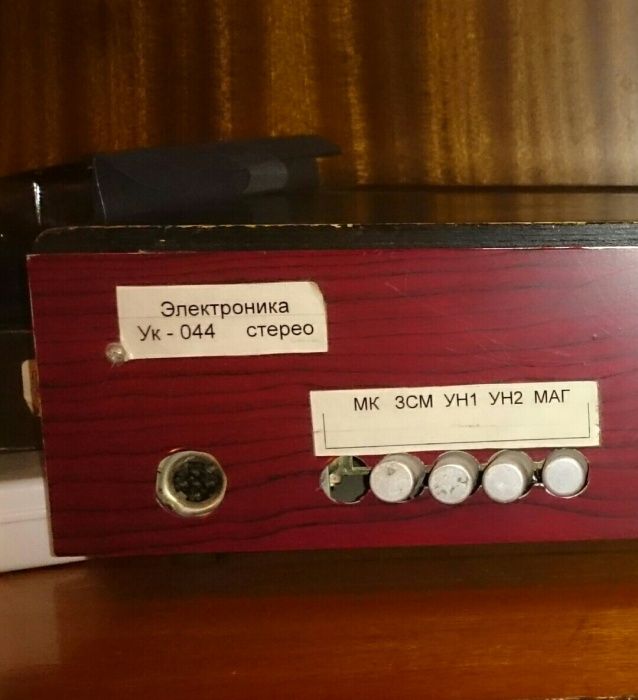 Электроника
Ук - 044 стерео
МК ЗСМ УН1 УН2 МАГ